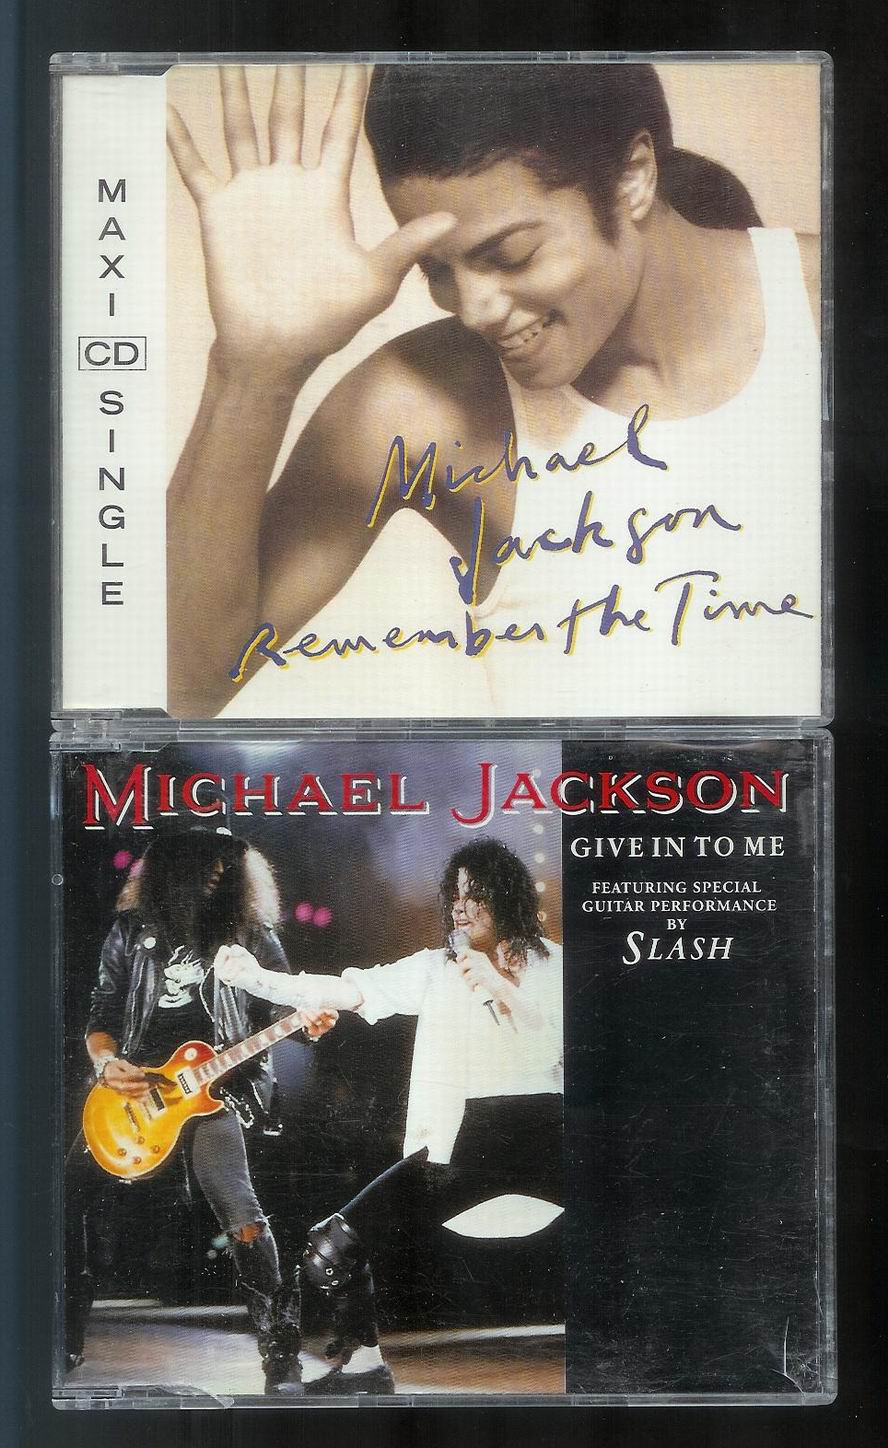 MAXI CD SINGLE
Michael
Jackson
Remember the Time
MICHAEL JACKSON
GIVE IN TO ME
FEATURING SPECIAL
GUITAR PERFORMANCE
BY
SLASH